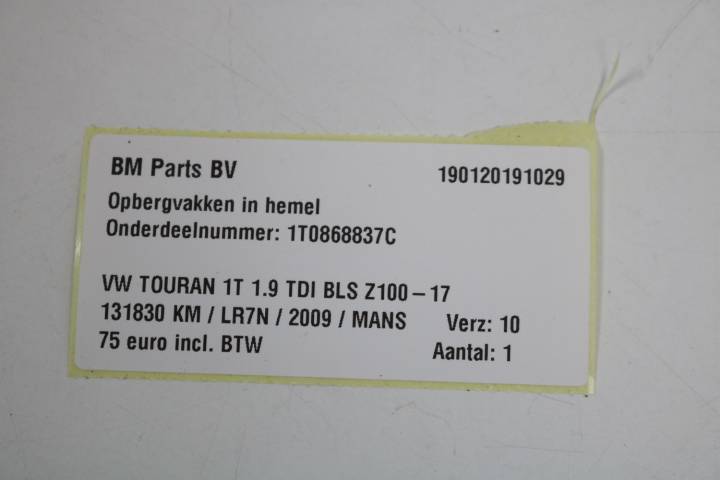 BM Parts BV 190120191029
Opbergvakken in hemel
Onderdeelnummer: 1T0868837C
VW TOURAN 1T 1.9 TDI BLS Z100-17
131830 KM / LR7N / 2009 / MANS Verz: 10
75 euro incl. BTW Aantal: 1